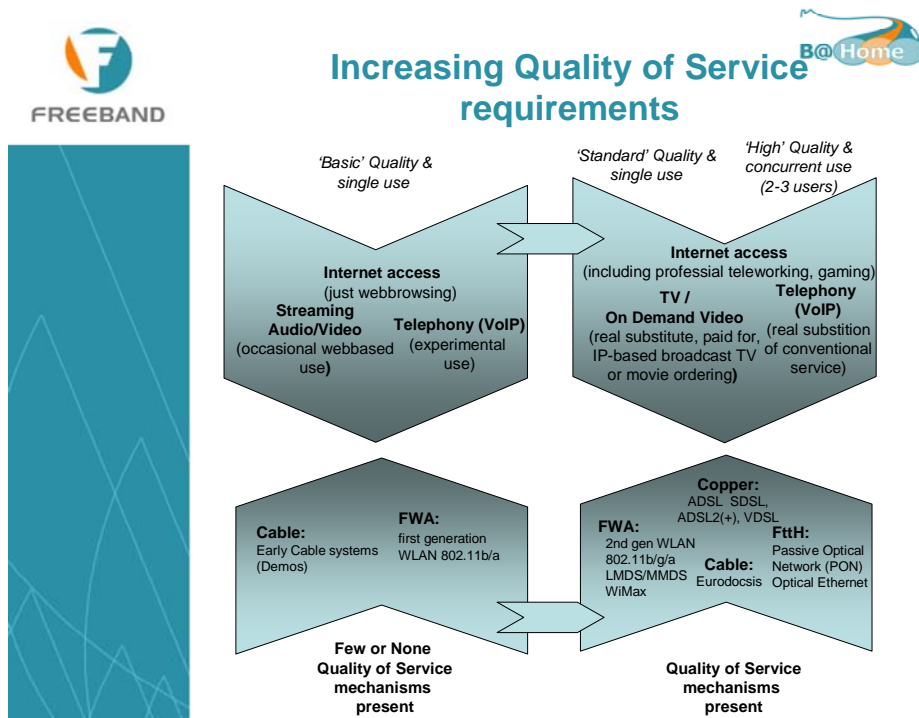 FREEBAND
B@ Home
Increasing Quality of Service
requirements
'Basic' Quality &
single use
'Standard' Quality &
single use
'High' Quality &
concurrent use
(2-3 users)
Internet access
(just webbrowsing)
Streaming
Audio/Video
(occasional webbased
use)
Telephony (VoIP)
(experimental
use)
Internet access
(including professial teleworking, gaming)
TV /
On Demand Video
(real substitute, paid for,
IP-based broadcast TV
or movie ordering)
Telephony
(VoIP)
(real substition
of conventional
service)
Cable:
Early Cable systems
(Demos)
FWA:
first generation
WLAN 802.11b/a
Copper:
ADSL SDSL,
ADSL2(+), VDSL
FWA:
2nd gen WLAN
802.11b/g/a
LMDS/MMDS
WiMax
Cable:
Eurodocsis
FttH:
Passive Optical
Network (PON)
Optical Ethernet
Few or None
Quality of Service
mechanisms
present
Quality of Service
mechanisms
present